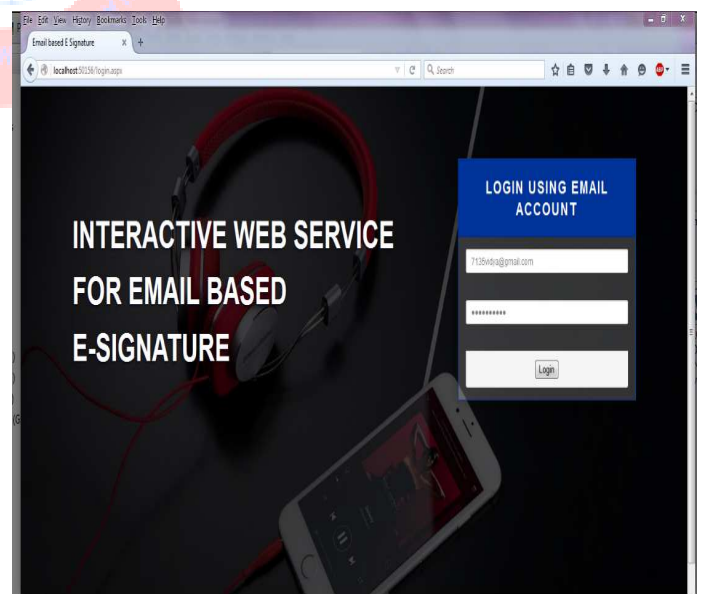 File Edit View History Bookmarks Tools Help
Email based E Signature x +
localhost:50156/login.aspx
Search
INTERACTIVE WEB SERVICE
FOR EMAIL BASED
E-SIGNATURE
LOGIN USING EMAIL
ACCOUNT
7135vidya@gmail.com
**********
Login